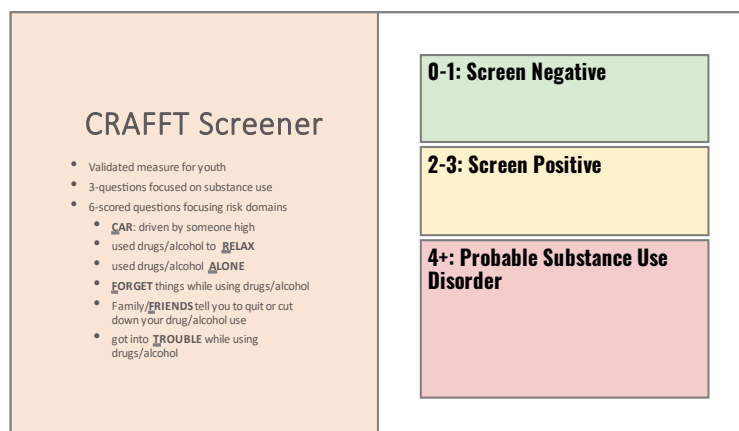 CRAFFT Screener
• Validated measure for youth
• 3-questions focused on substance use
• 6-scored questions focusing risk domains
• CAR: driven by someone high
• used drugs/alcohol to RELAX
• used drugs/alcohol ALONE
• FORGET things while using drugs/alcohol
• Family/FRIENDS tell you to quit or cut
down your drug/alcohol use
• got into TROUBLE while using
drugs/alcohol
0-1: Screen Negative
2-3: Screen Positive
4+: Probable Substance Use
Disorder